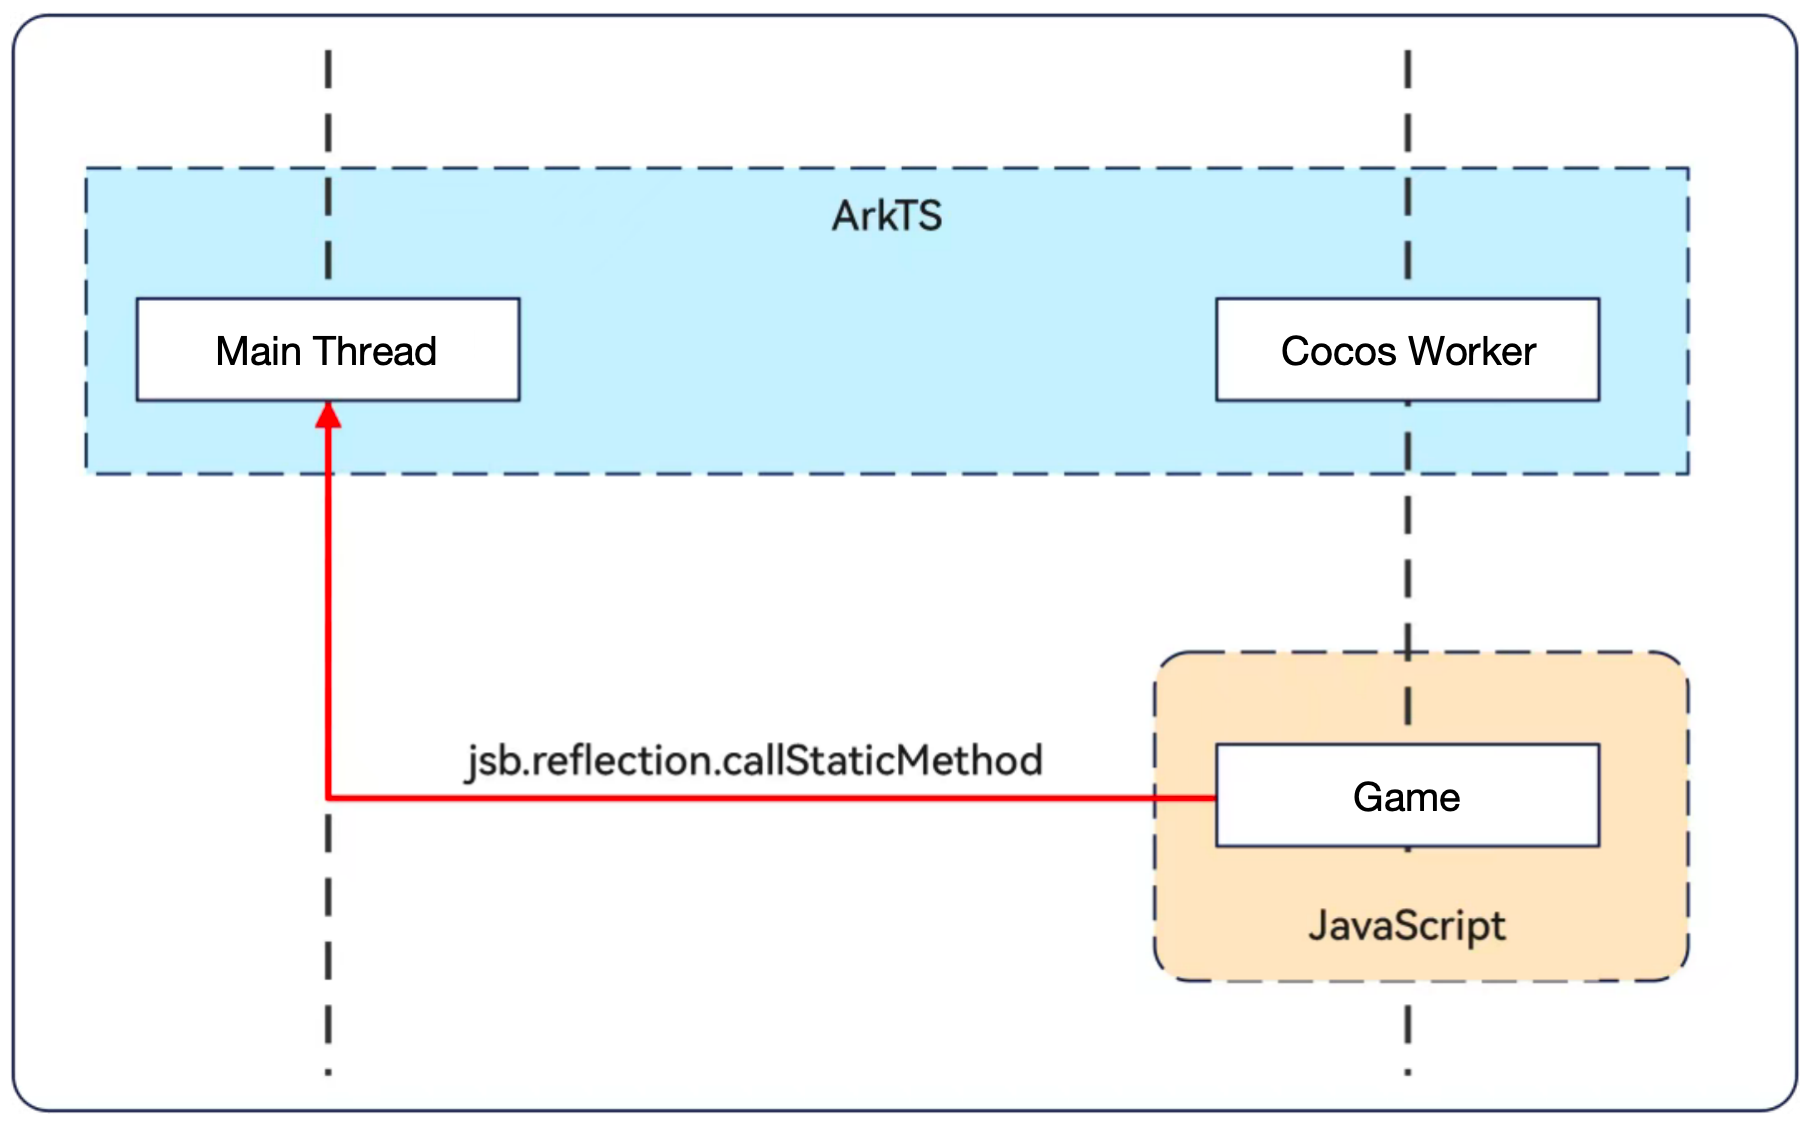 ArkTS
Main Thread
Cocos Worker
jsb.reflection.callStaticMethod
Game
JavaScript